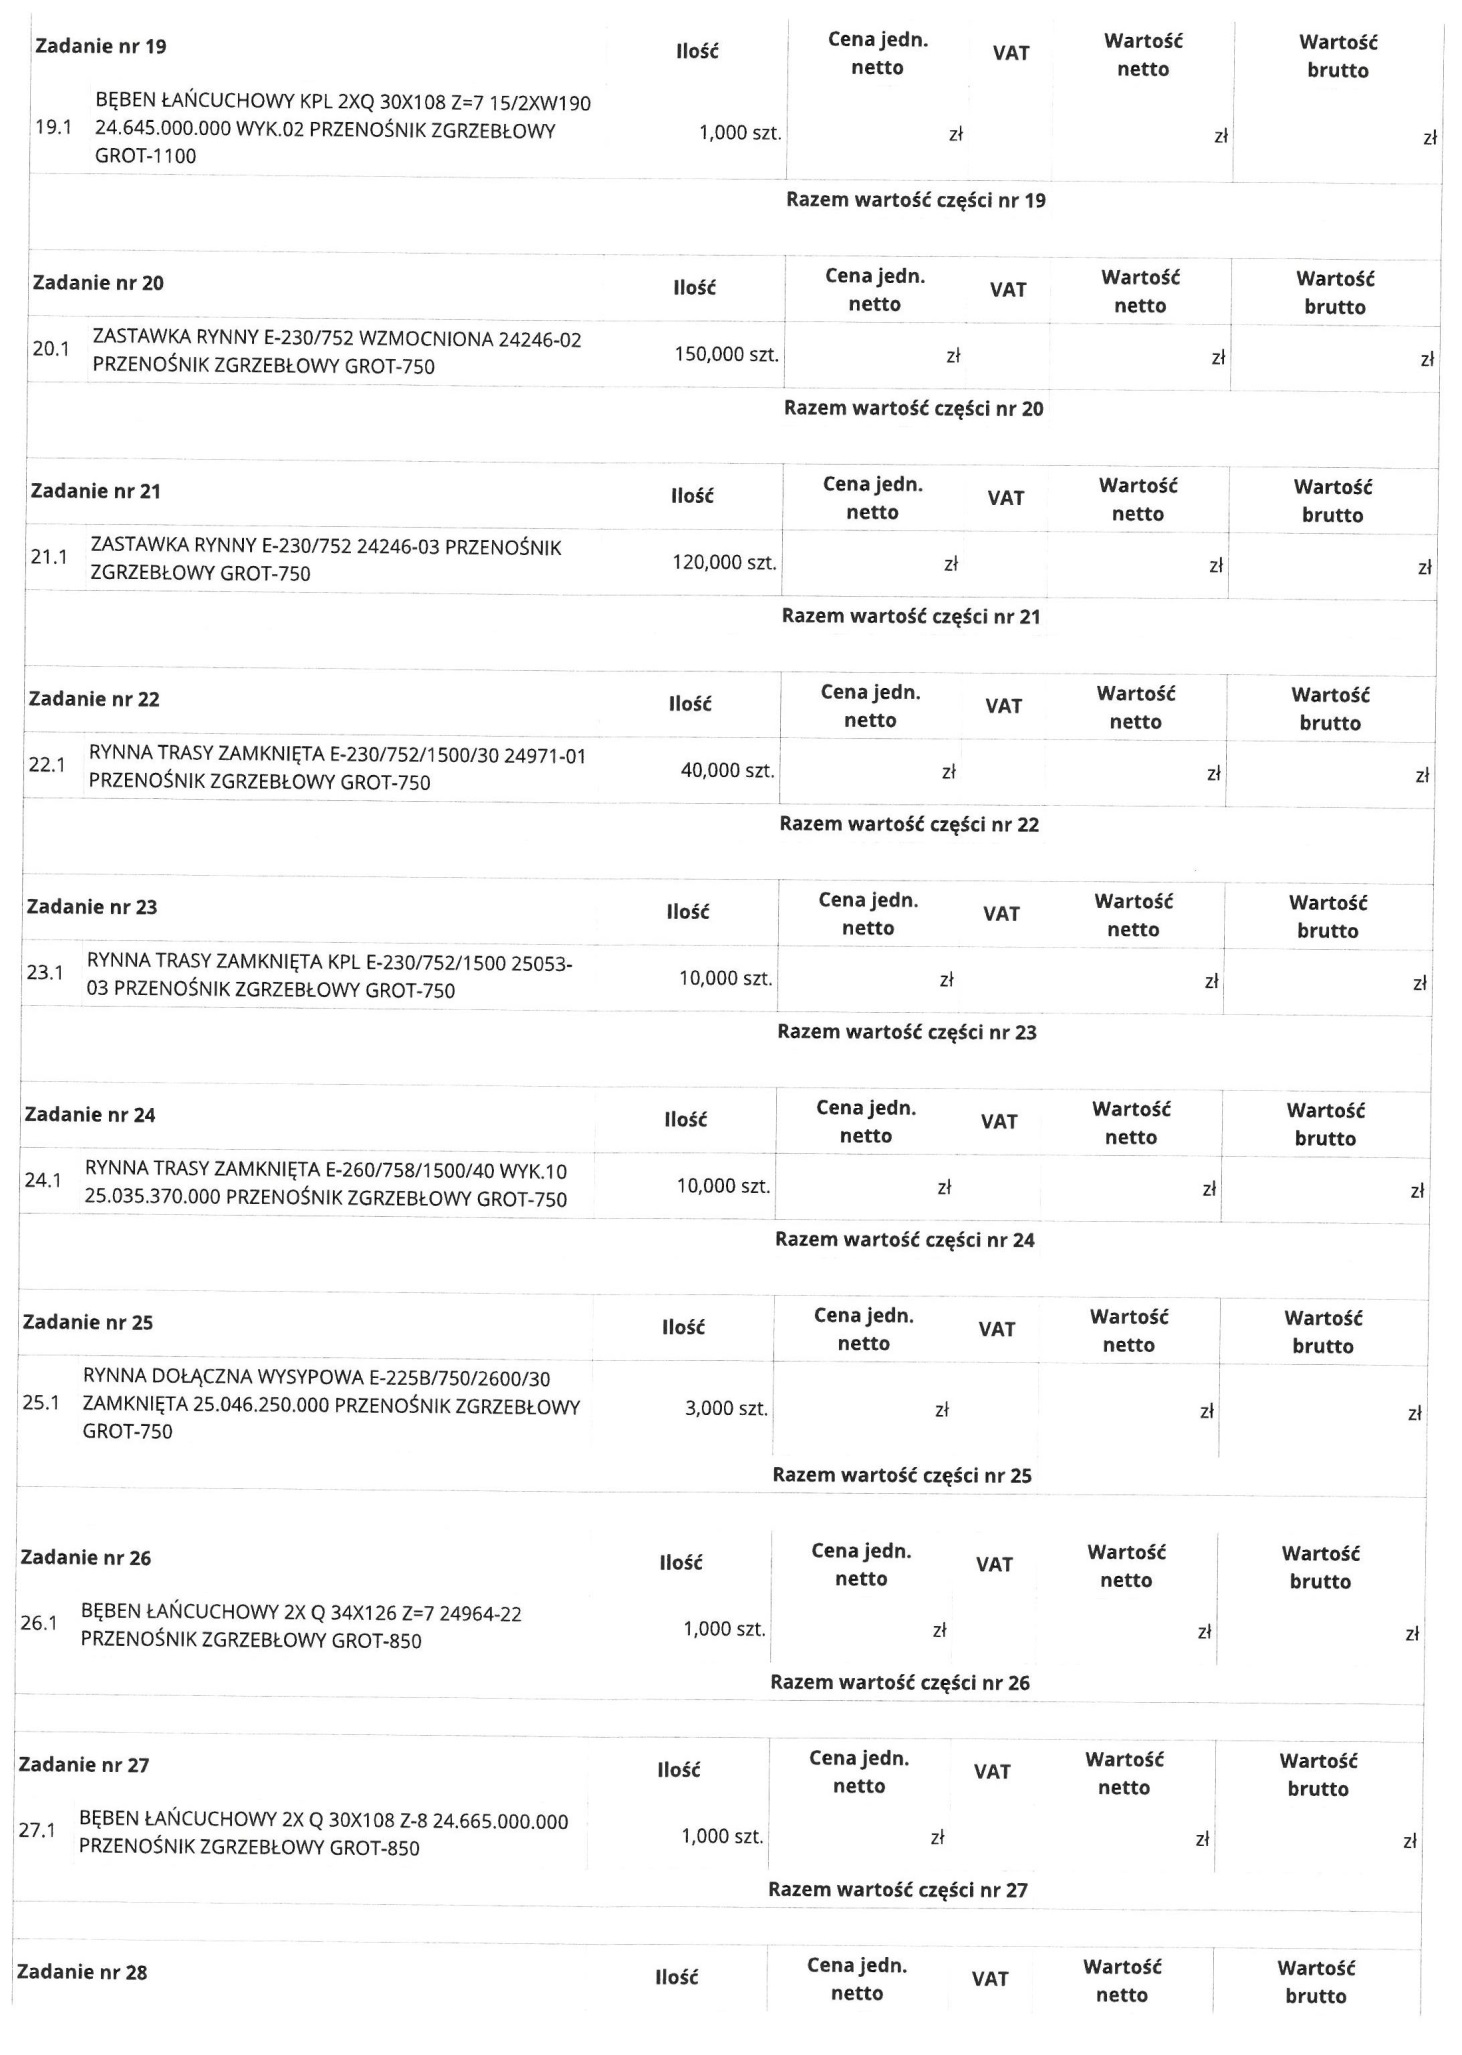 Zadanie nr 19 Ilość Cena jedn. netto VAT Wartość netto Wartość brutto
BĘBEN ŁAŃCUCHOWY KPL 2XQ 30X108 Z=7 15/2XW190
19.1 24.645.000.000 WYK.02 PRZENOŚNIK ZGRZEBŁOWY 1,000 szt. zł zł zł
GROT-1100
Razem wartość części nr 19
Zadanie nr 20 Ilość Cena jedn. netto VAT Wartość netto Wartość brutto
20.1 ZASTAWKA RYNNY E-230/752 WZMOCNIONA 24246-02 150,000 szt. zł zł zł
PRZENOŚNIK ZGRZEBŁOWY GROT-750
Razem wartość części nr 20
Zadanie nr 21 Ilość Cena jedn. netto VAT Wartość netto Wartość brutto
21.1 ZASTAWKA RYNNY E-230/752 24246-03 PRZENOŚNIK 120,000 szt. zł zł zł
ZGRZEBŁOWY GROT-750
Razem wartość części nr 21
Zadanie nr 22 Ilość Cena jedn. netto VAT Wartość netto Wartość brutto
22.1 RYNNA TRASY ZAMKNIĘTA E-230/752/1500/30 24971-01 40,000 szt. zł zł zł
PRZENOŚNIK ZGRZEBŁOWY GROT-750
Razem wartość części nr 22
Zadanie nr 23 Ilość Cena jedn. netto VAT Wartość netto Wartość brutto
23.1 RYNNA TRASY ZAMKNIĘTA KPL E-230/752/1500 25053- 10,000 szt. zł zł zł
03 PRZENOŚNIK ZGRZEBŁOWY GROT-750
Razem wartość części nr 23
Zadanie nr 24 Ilość Cena jedn. netto VAT Wartość netto Wartość brutto
24.1 RYNNA TRASY ZAMKNIĘTA E-260/758/1500/40 WYK.10 10,000 szt. zł zł zł
25.035.370.000 PRZENOŚNIK ZGRZEBŁOWY GROT-750
Razem wartość części nr 24
Zadanie nr 25 Ilość Cena jedn. netto VAT Wartość netto Wartość brutto
RYNNA DOŁĄCZNA WYSYPOWA E-225B/750/2600/30
25.1 ZAMKNIĘTA 25.046.250.000 PRZENOŚNIK ZGRZEBŁOWY 3,000 szt. zł zł zł
GROT-750
Razem wartość części nr 25
Zadanie nr 26 Ilość Cena jedn. netto VAT Wartość netto Wartość brutto
26.1 BĘBEN ŁAŃCUCHOWY 2X Q 34X126 Z=7 24964-22 1,000 szt. zł zł zł
PRZENOŚNIK ZGRZEBŁOWY GROT-850
Razem wartość części nr 26
Zadanie nr 27 Ilość Cena jedn. netto VAT Wartość netto Wartość brutto
27.1 BĘBEN ŁAŃCUCHOWY 2X Q 30X108 Z-8 24.665.000.000 1,000 szt. zł zł zł
PRZENOŚNIK ZGRZEBŁOWY GROT-850
Razem wartość części nr 27
Zadanie nr 28 Ilość Cena jedn. netto VAT Wartość netto Wartość brutto